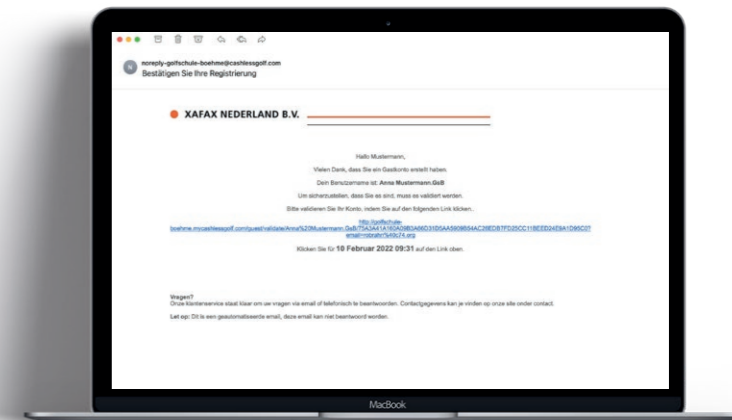 noreply-golfschule-boehme@cashlessgolf.com
Bestätigen Sie Ihre Registrierung
XAFAX NEDERLAND B.V.
Hallo Mustermann,
Vielen Dank, dass Sie ein Gastkonto erstellt haben.
Dein Benutzername ist Anna Mustermann.GsB
Um sicherzustellen, dass Sie es sind, muss es validiert werden.
Bitte validieren Sie Ihr Konto, indem Sie auf den folgenden Link klicken.
http://golfschule-
Klicken Sie für 10 Februar 2022 09:31 auf den Link oben.
Vragen?
Onze klantenservice staat klaar om uw vragen via email of telefonisch te beantwoorden. Contactgegevens kan je vinden op onze site onder contact.
Let op: Dit is een geautomatiseerde email, deze email kan niet beantwoord worden.
MacBook